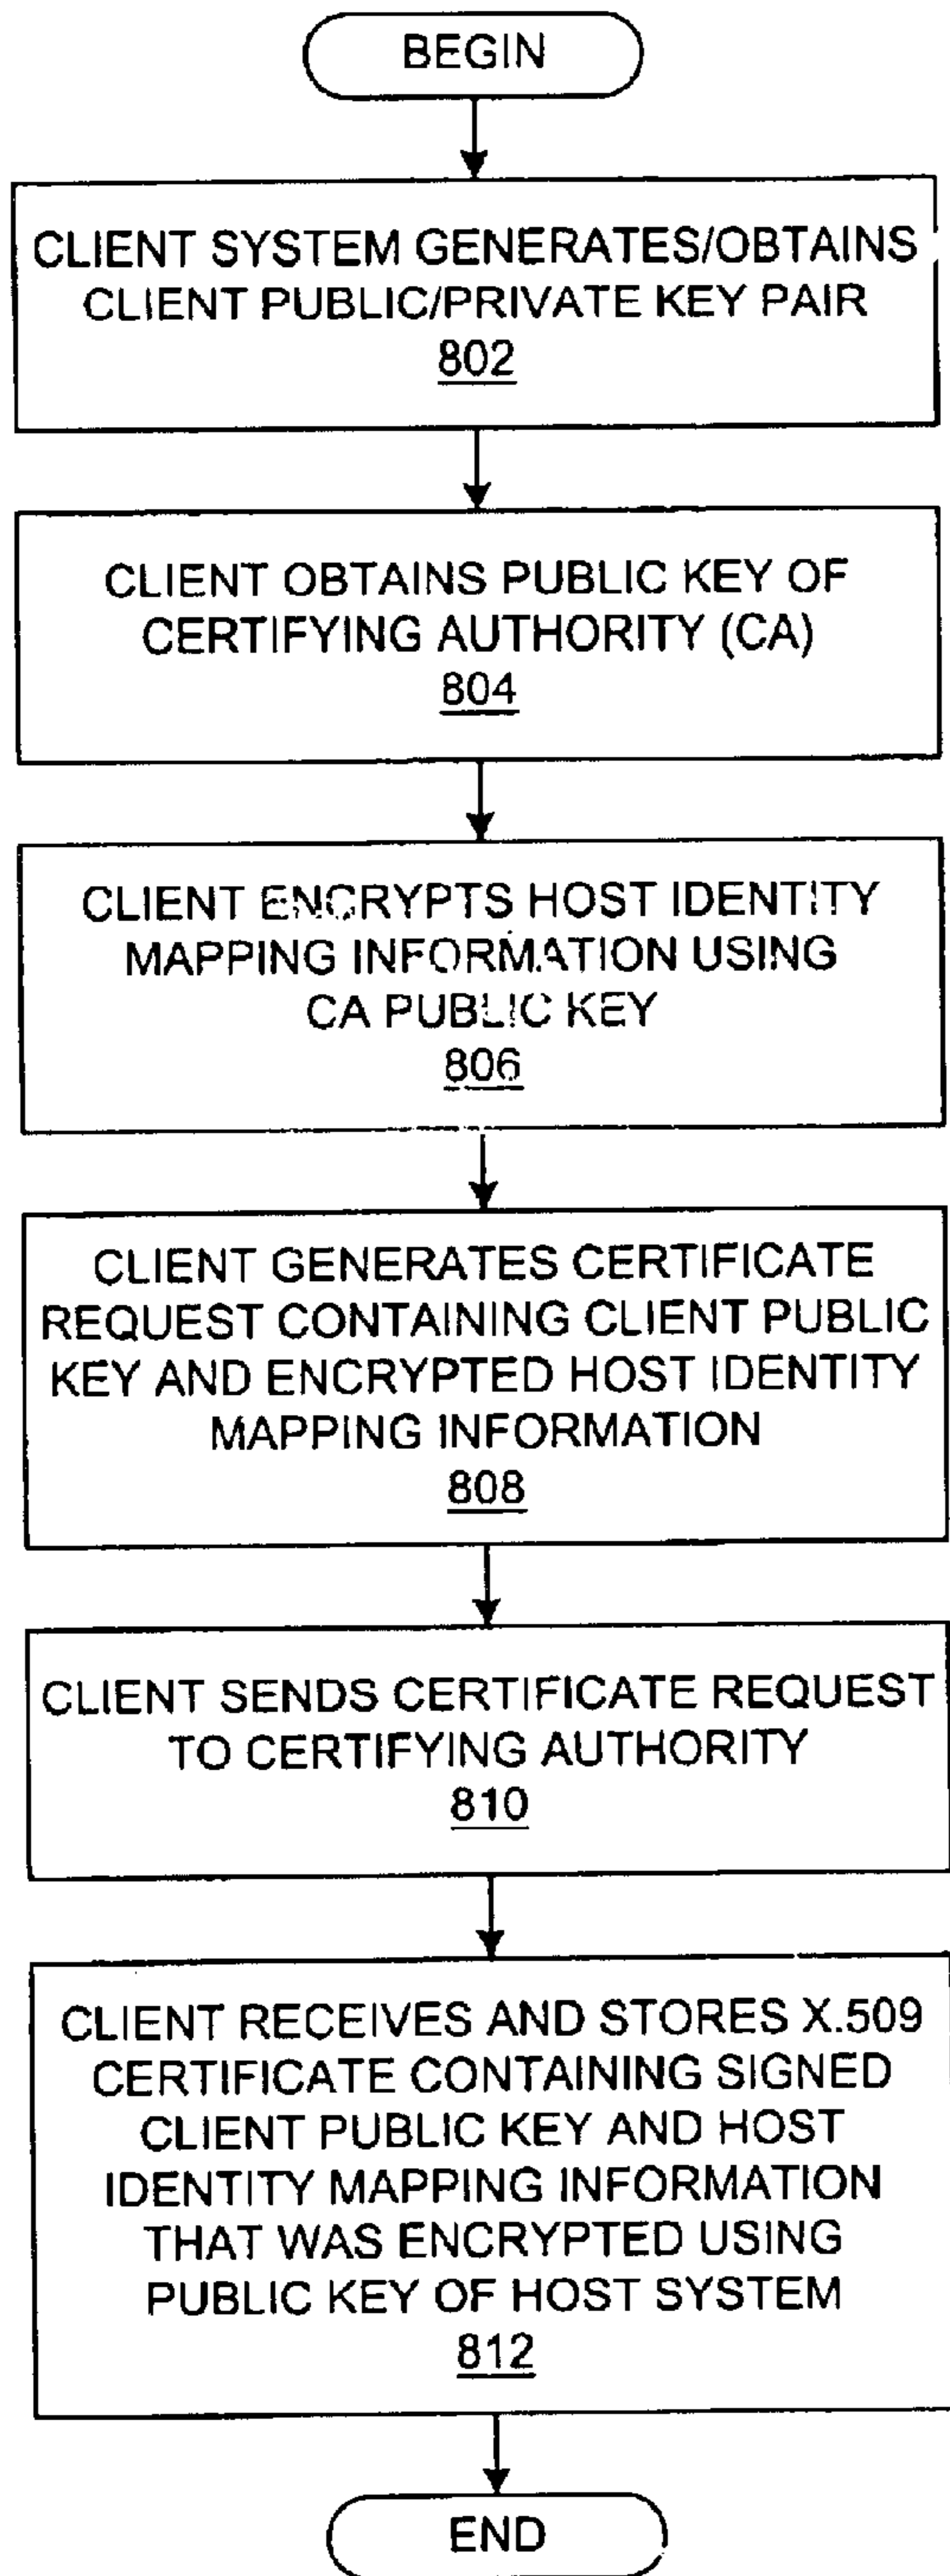 BEGIN
CLIENT SYSTEM GENERATES/OBTAINS
CLIENT PUBLIC/PRIVATE KEY PAIR
802
CLIENT OBTAINS PUBLIC KEY OF
CERTIFYING AUTHORITY (CA)
804
CLIENT ENCRYPTS HOST IDENTITY
MAPPING INFORMATION USING
CA PUBLIC KEY
806
CLIENT GENERATES CERTIFICATE
REQUEST CONTAINING CLIENT PUBLIC
KEY AND ENCRYPTED HOST IDENTITY
MAPPING INFORMATION
808
CLIENT SENDS CERTIFICATE REQUEST
TO CERTIFYING AUTHORITY
810
CLIENT RECEIVES AND STORES X.509
CERTIFICATE CONTAINING SIGNED
CLIENT PUBLIC KEY AND HOST
IDENTITY MAPPING INFORMATION
THAT WAS ENCRYPTED USING
PUBLIC KEY OF HOST SYSTEM
812
END